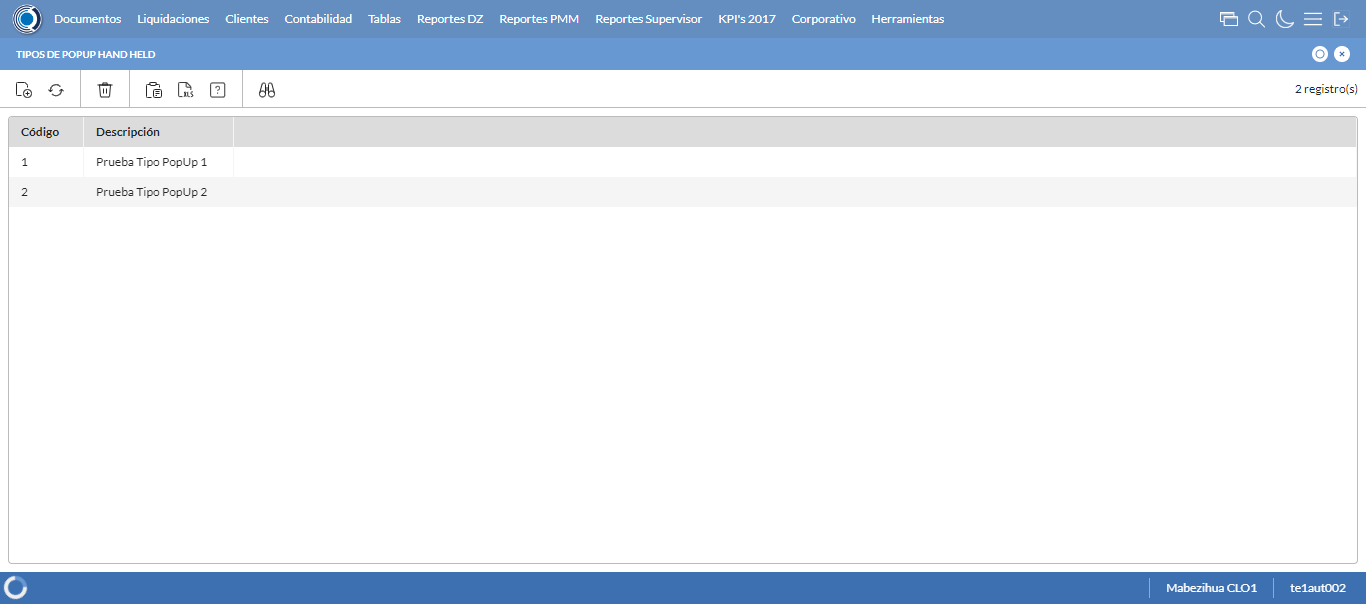 Documentos Liquidaciones Clientes Contabilidad Tablas Reportes DZ Reportes PMM Reportes Supervisor KPI's 2017 Corporativo Herramientas
TIPOS DE POPUP HAND HELD
XLS ? 2 registro(s)
Código Descripción
1 Prueba Tipo PopUp 1
2 Prueba Tipo PopUp 2
Mabezihua CLO1 te1aut002